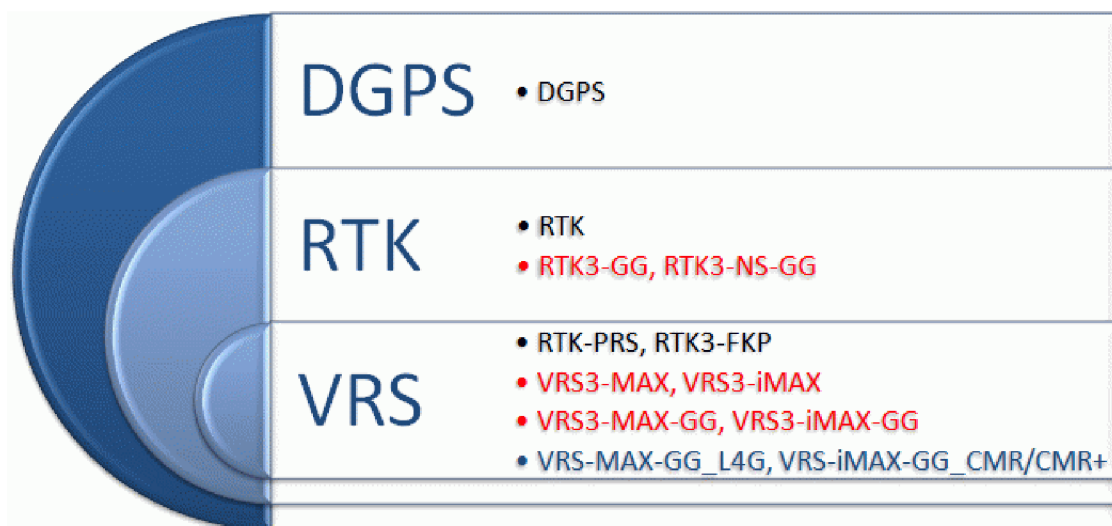 DGPS
• DGPS
RTK
• RTK
• RTK3-GG, RTK3-NS-GG
VRS
• RTK-PRS, RTK3-FKP
• VRS3-MAX, VRS3-iMAX
• VRS3-MAX-GG, VRS3-iMAX-GG
• VRS-MAX-GG_L4G, VRS-iMAX-GG_CMR/CMR+